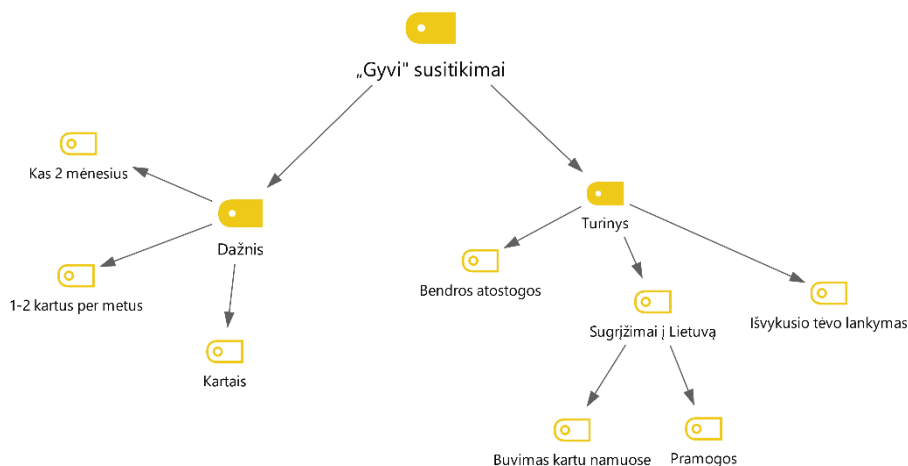 „Gyvi" susitikimai
Kas 2 mėnesius
Dažnis
Turinys
1-2 kartus per metus
Bendros atostogos
Kartais
Sugrįžimai į Lietuvą
Išvykusio tėvo lankymas
Buvimas kartu namuose
Pramogos